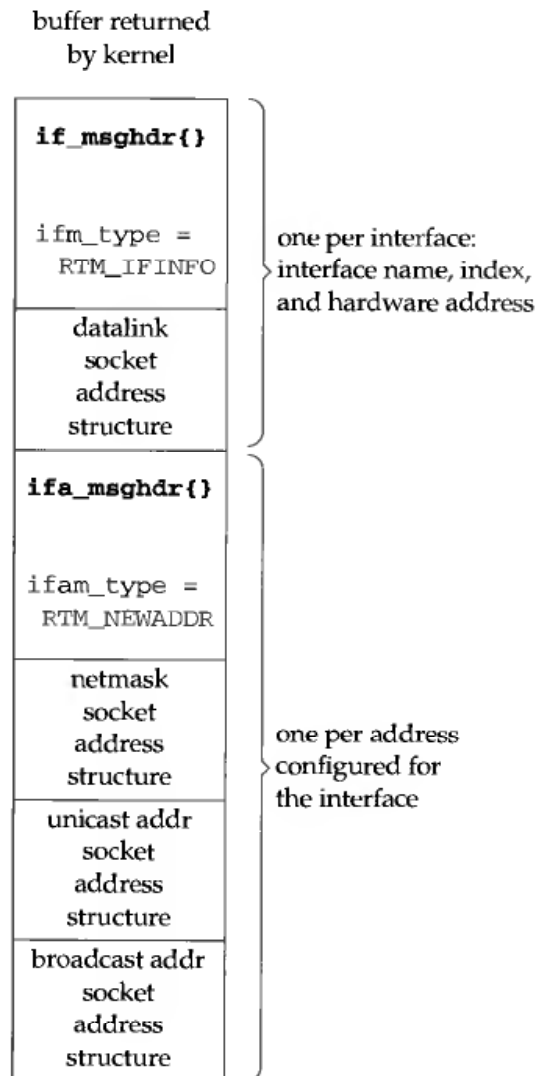 buffer returned
by kernel
if_msghdr{}
ifm_type =
RTM_IFINFO
one per interface:
interface name, index,
and hardware address
datalink
socket
address
structure
ifa_msghdr{}
ifam_type =
RTM_NEWADDR
netmask
socket
address
structure
one per address
configured for
the interface
unicast addr
socket
address
structure
broadcast addr
socket
address
structure